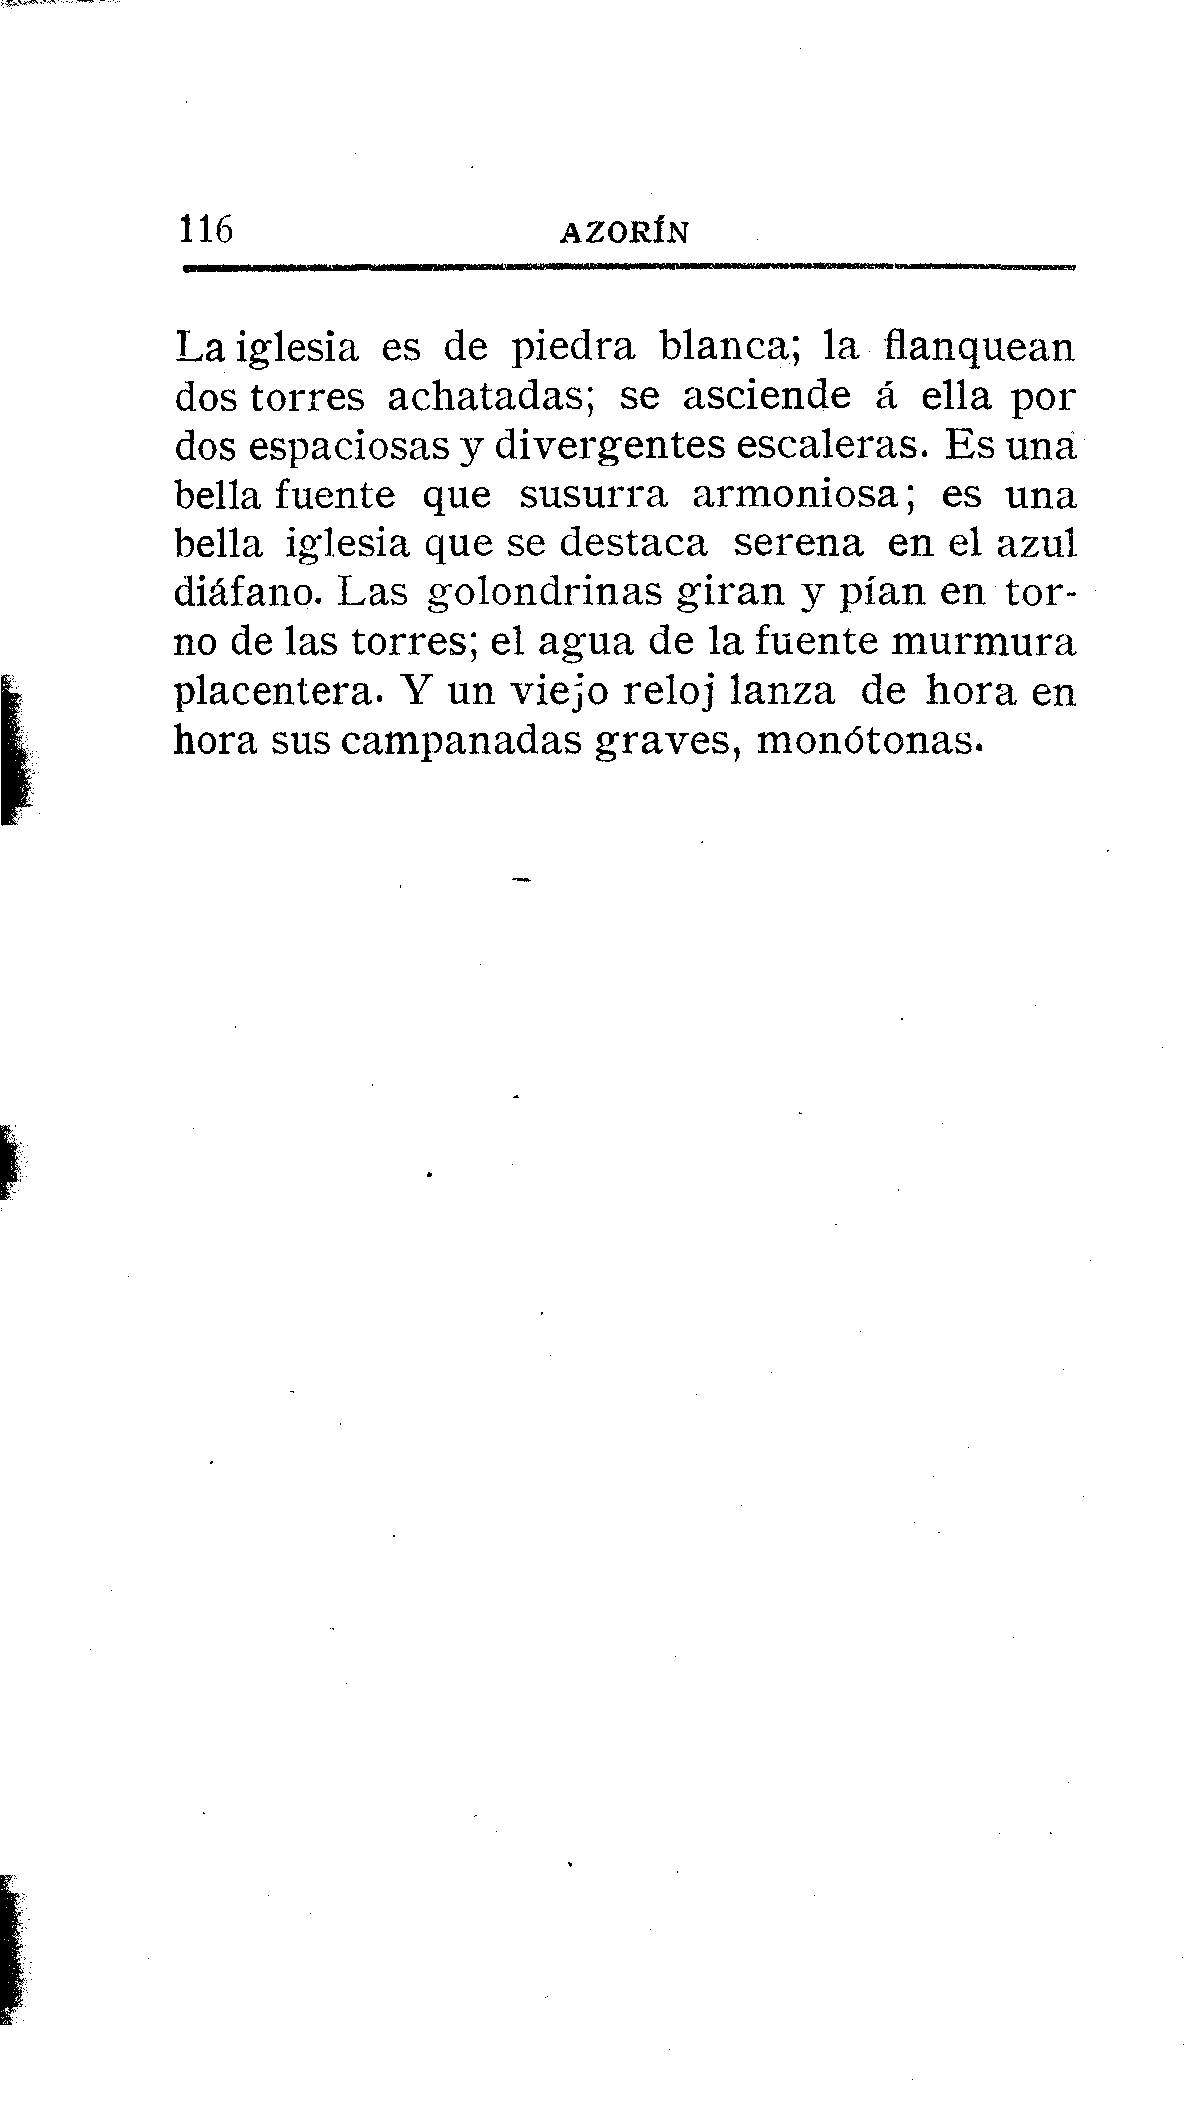 116 AZORÍN
La iglesia es de piedra blanca; la flanquean
dos torres achatadas; se asciende á ella por
dos espaciosas y divergentes escaleras. Es una
bella fuente que susurra armoniosa; es una
bella iglesia que se destaca serena en el azul
diáfano. Las golondrinas giran y pían en tor-
no de las torres; el agua de la fuente murmura
placentera. Y un viejo reloj lanza de hora en
hora sus campanadas graves, monótonas.